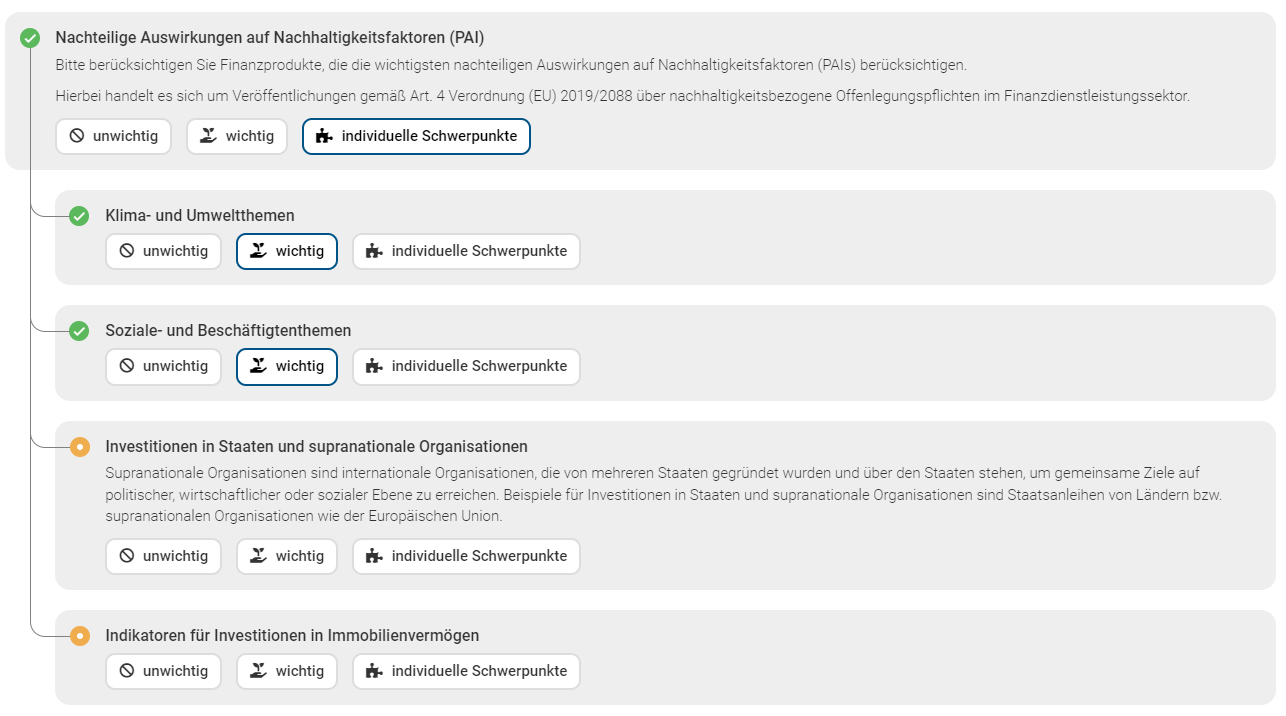 Nachteilige Auswirkungen auf Nachhaltigkeitsfaktoren (PAI)
Bitte berücksichtigen Sie Finanzprodukte, die die wichtigsten nachteiligen Auswirkungen auf Nachhaltigkeitsfaktoren (PAIs) berücksichtigen.
Hierbei handelt es sich um Veröffentlichungen gemäß Art. 4 Verordnung (EU) 2019/2088 über nachhaltigkeitsbezogene Offenlegungspflichten im Finanzdienstleistungssektor.
unwichtig wichtig individuelle Schwerpunkte
Klima- und Umweltthemen
unwichtig wichtig individuelle Schwerpunkte
Soziale- und Beschäftigtenthemen
unwichtig wichtig individuelle Schwerpunkte
Investitionen in Staaten und supranationale Organisationen
Supranationale Organisationen sind internationale Organisationen, die von mehreren Staaten gegründet wurden und über den Staaten stehen, um gemeinsame Ziele auf
politischer, wirtschaftlicher oder sozialer Ebene zu erreichen. Beispiele für Investitionen in Staaten und supranationale Organisationen sind Staatsanleihen von Ländern bzw.
supranationalen Organisationen wie der Europäischen Union.
unwichtig wichtig individuelle Schwerpunkte
Indikatoren für Investitionen in Immobilienvermögen
unwichtig wichtig individuelle Schwerpunkte